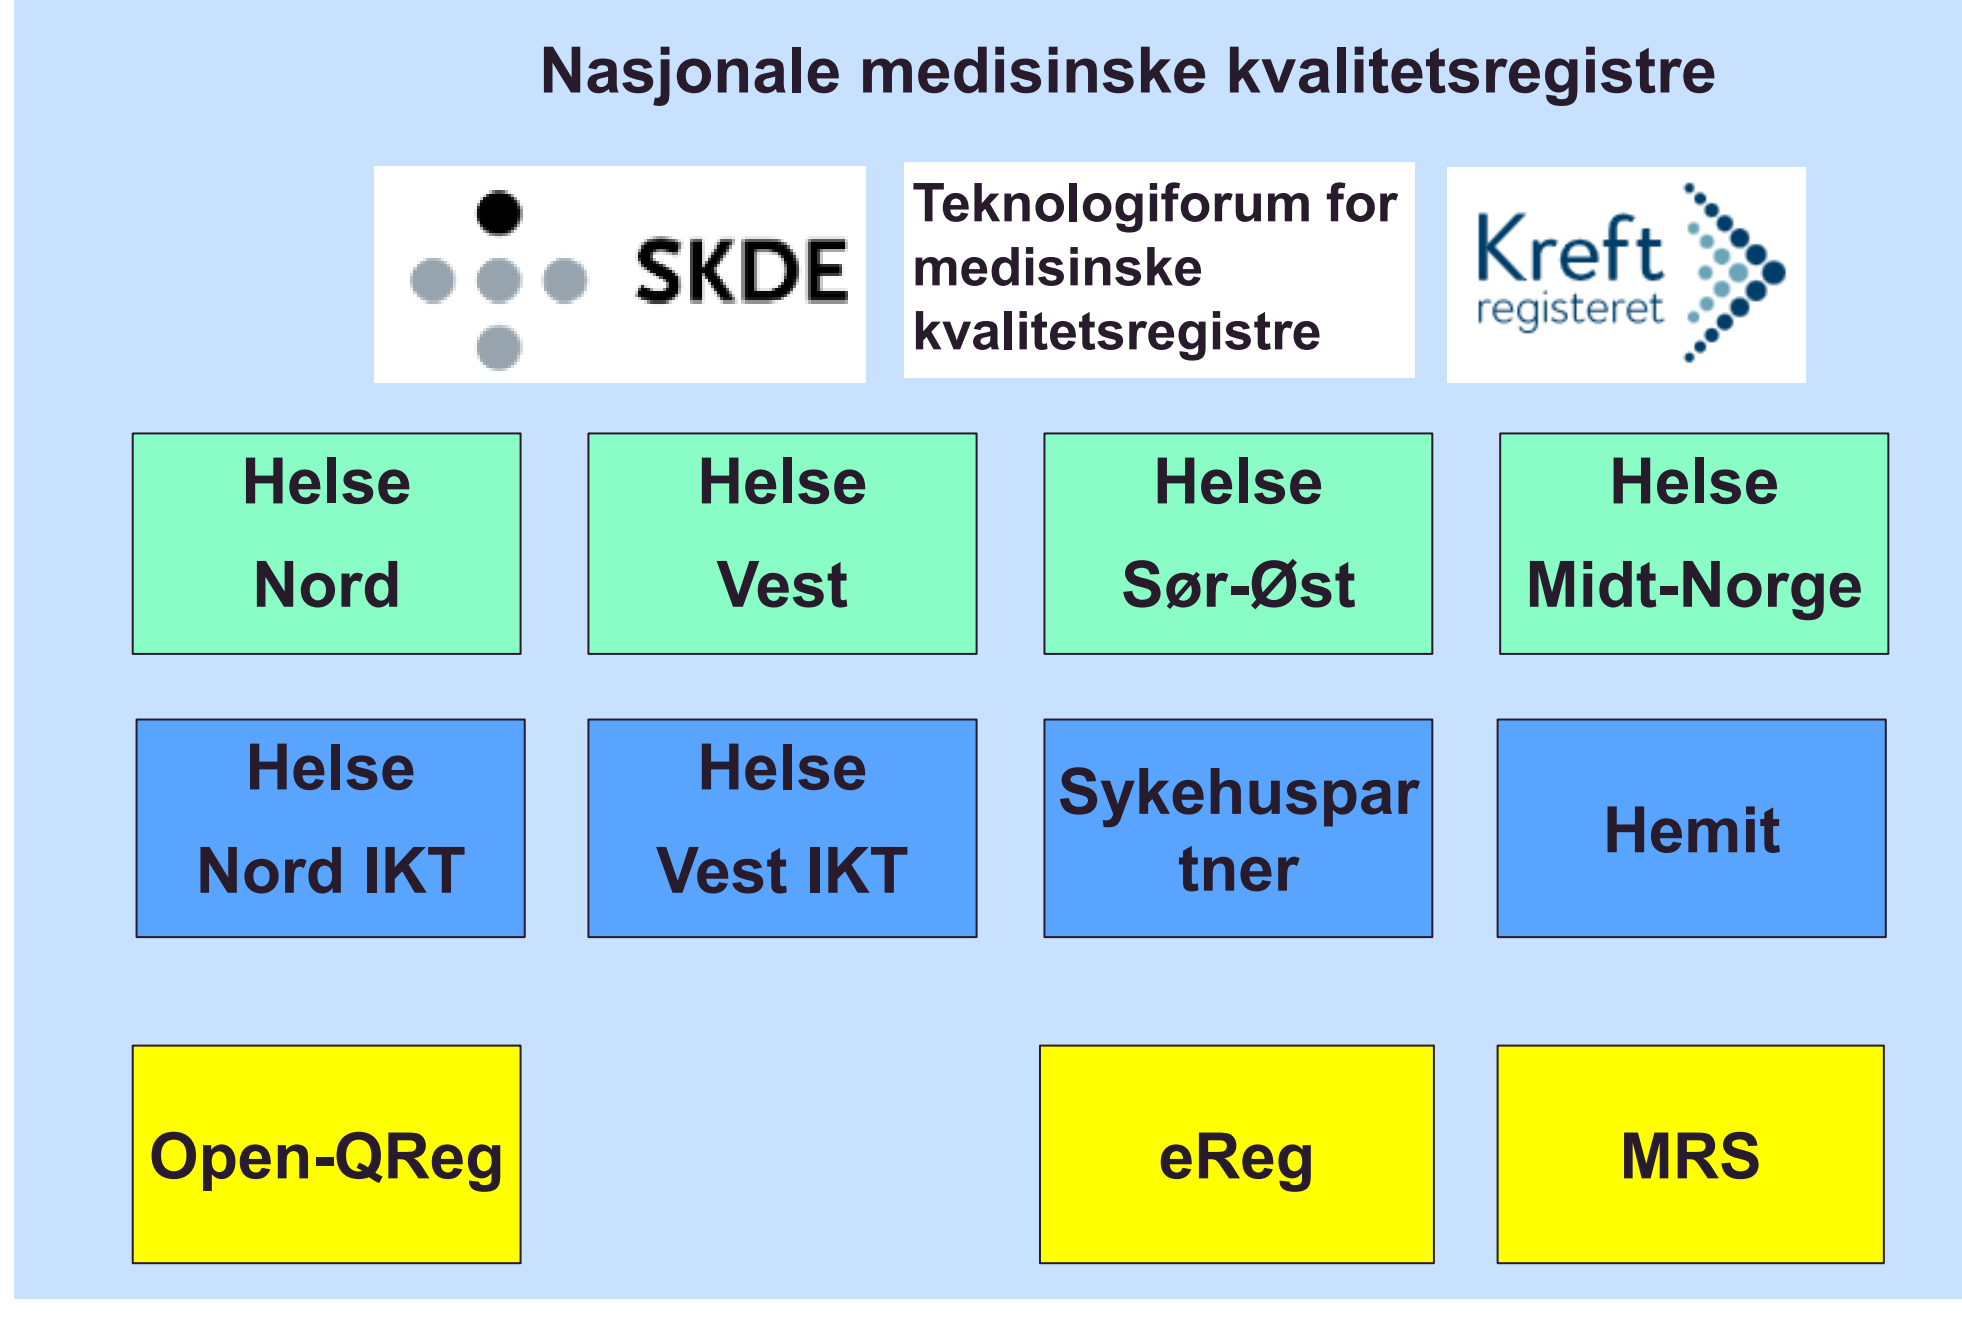 Nasjonale medisinske kvalitetsregistre
SKDE
Teknologiforum for
medisinske
kvalitetsregistre
Kreft
registeret
Helse
Nord
Helse
Vest
Helse
Sør-Øst
Helse
Midt-Norge
Helse
Nord IKT
Helse
Vest IKT
Sykehuspar
tner
Hemit
Open-QReg
eReg
MRS